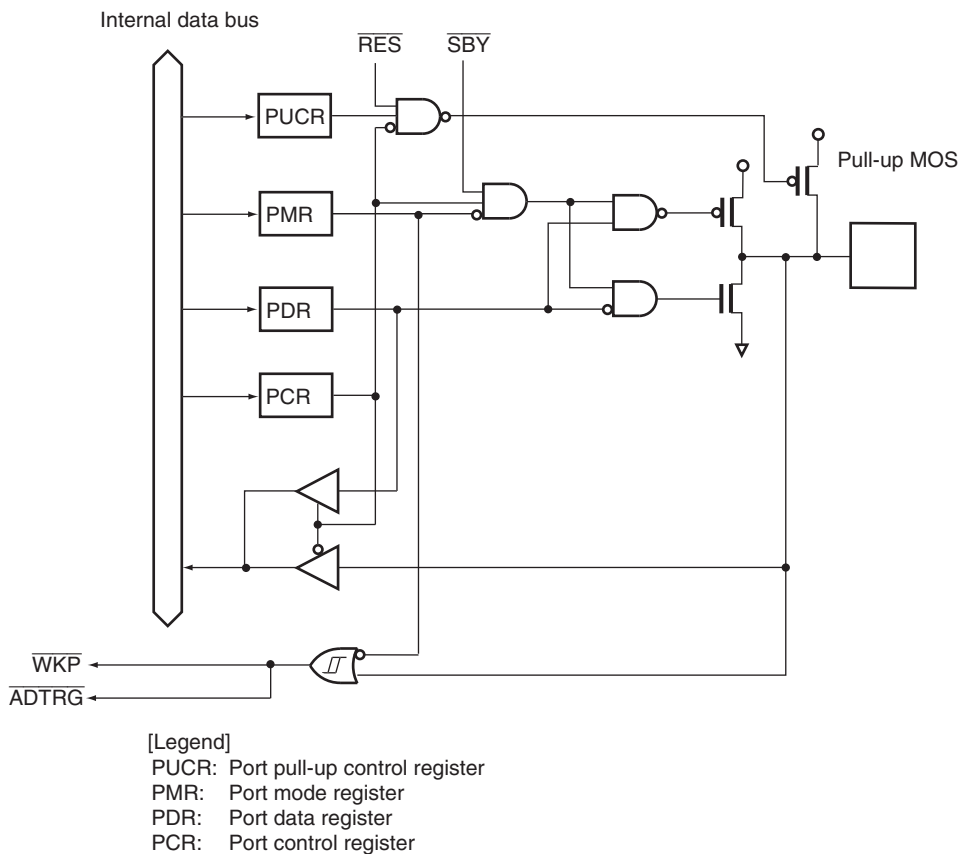 Internal data bus
RES
SBY
PUCR
Pull-up MOS
PMR
PDR
PCR
WKP
ADTRG
[Legend]
PUCR: Port pull-up control register
PMR: Port mode register
PDR: Port data register
PCR: Port control register